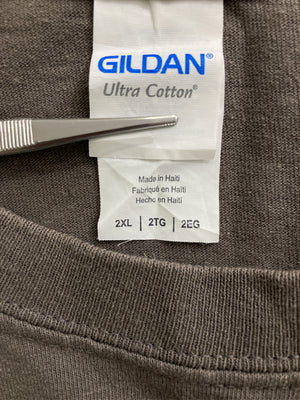 GILDAN®
Ultra Cotton®
Made in Haiti
Fabriqué en Haïti
Hecho en Haití
2XL | 2TG | 2EG